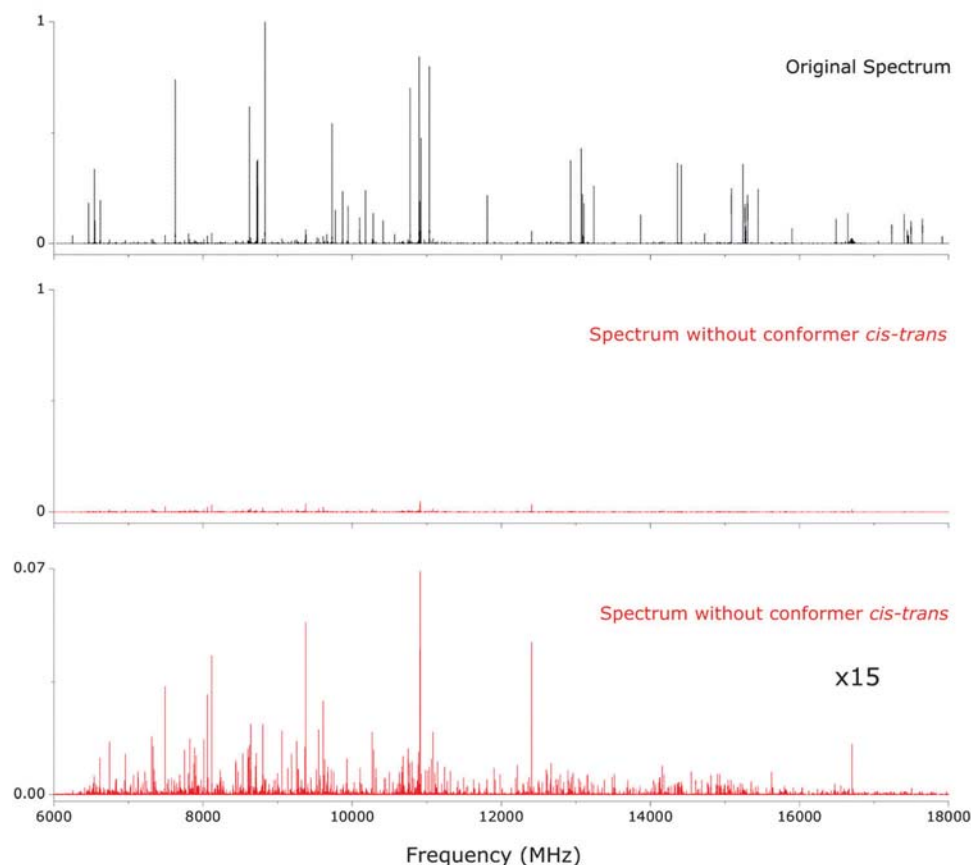 1
Original Spectrum
0
1
Spectrum without conformer cis-trans
0
0.07
Spectrum without conformer cis-trans
x15
0.00
6000 8000 10000 12000 14000 16000 18000
Frequency (MHz)